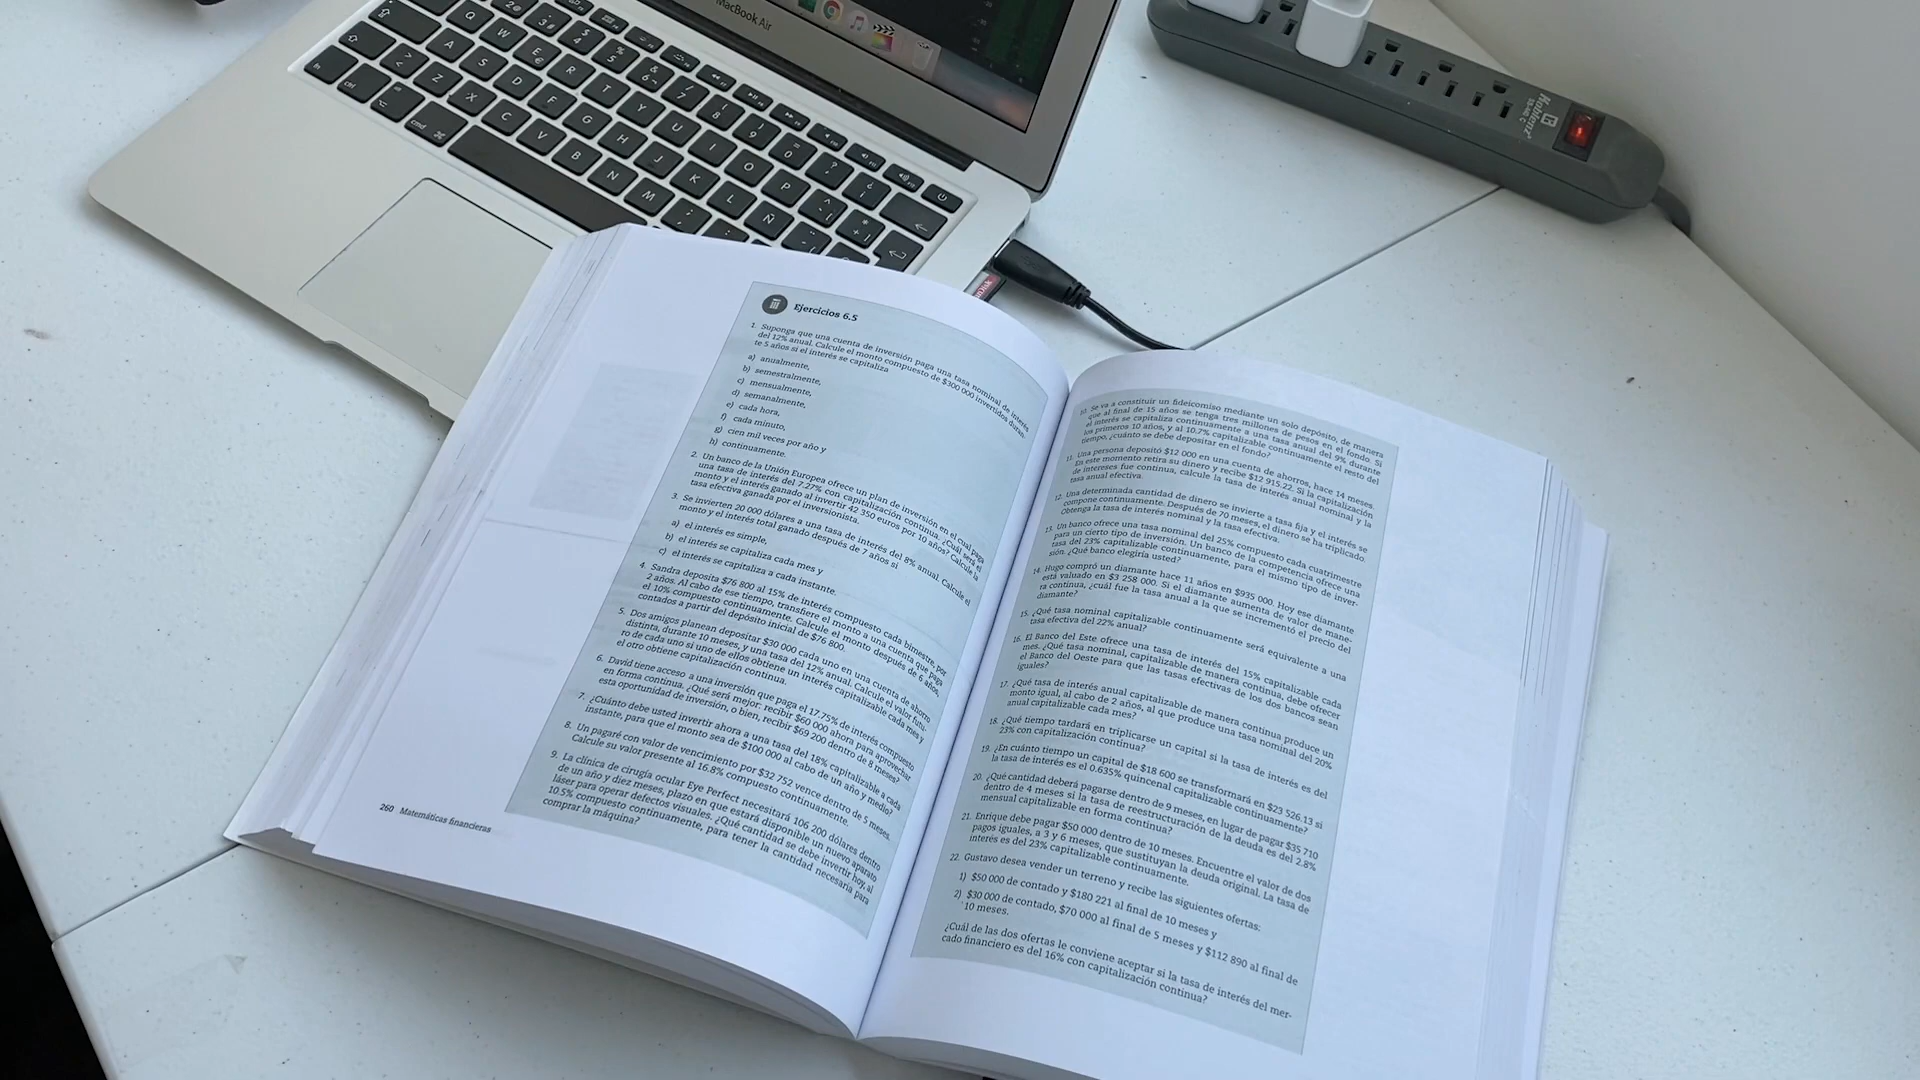 MacBook Air
Koblenz
Ejercicios 6.5
1. Suponga que una cuenta de inversión paga una tasa nominal de interés
del 12% anual. Calcule el monto compuesto de $300 000 invertidos duran-
te 5 años si el interés se capitaliza
a) anualmente,
b) semestralmente,
c) mensualmente,
d) semanalmente,
e) cada hora,
f) cada minuto,
g) cien mil veces por año y
h) continuamente.
2. Un banco de la Unión Europea ofrece un plan de inversión en el cual paga
una tasa de interés del 7.27% con capitalización continua. ¿Cuál será el
monto y el interés ganado al invertir 42 350 euros por 10 años? Calcule la
tasa efectiva ganada por el inversionista.
3. Se invierten 20 000 dólares a una tasa de interés del 8% anual. Calcule el
monto y el interés total ganado después de 7 años si
a) el interés es simple,
b) el interés se capitaliza cada mes y
c) el interés se capitaliza a cada instante.
4. Sandra deposita $76 800 al 15% de interés compuesto cada bimestre, por
2 años. Al cabo de ese tiempo, transfiere el monto a una cuenta que paga
el 10% compuesto continuamente. Calcule el monto después de 6 años,
contados a partir del depósito inicial de $76 800.
5. Dos amigos planean depositar $30 000 cada uno en una cuenta de ahorro
distinta, durante 10 meses, y una tasa del 12% anual. Calcule el valor futu-
ro de cada uno si uno de ellos obtiene un interés capitalizable cada mes y
el otro obtiene capitalización continua.
6. David tiene acceso a una inversión que paga el 17.75% de interés compuesto
en forma continua. ¿Qué será mejor: recibir $60 000 ahora para aprovechar
esta oportunidad de inversión, o bien, recibir $69 200 dentro de 8 meses?
7. ¿Cuánto debe usted invertir ahora a una tasa del 18% capitalizable a cada
instante, para que el monto sea de $100 000 al cabo de un año y medio?
8. Un pagaré con valor de vencimiento por $32 752 vence dentro de 5 meses.
Calcule su valor presente al 16.8% compuesto continuamente.
9. La clínica de cirugía ocular Eye Perfect necesitará 106 200 dólares dentro
de un año y diez meses, plazo en que estará disponible un nuevo aparato
láser para operar defectos visuales. ¿Qué cantidad se debe invertir hoy, al
10.5% compuesto continuamente, para tener la cantidad necesaria para
comprar la máquina?
260 Matemáticas financieras
10. Se va a constituir un fideicomiso mediante un solo depósito, de manera
que al final de 15 años se tenga tres millones de pesos en el fondo. Si
el interés se capitaliza continuamente a una tasa anual del 9% durante
los primeros 10 años, y al 10.7% capitalizable continuamente el resto del
tiempo, ¿cuánto se debe depositar en el fondo?
11. Una persona depositó $12 000 en una cuenta de ahorros, hace 14 meses.
En este momento retira su dinero y recibe $12 915.22. Si la capitalización
de intereses fue continua, calcule la tasa de interés anual nominal y la
tasa anual efectiva.
12. Una determinada cantidad de dinero se invierte a tasa fija y el interés se
compone continuamente. Después de 70 meses, el dinero se ha triplicado.
Obtenga la tasa de interés nominal y la tasa efectiva.
13. Un banco ofrece una tasa nominal del 25% compuesto cada cuatrimestre
para un cierto tipo de inversión. Un banco de la competencia ofrece una
tasa del 23% capitalizable continuamente, para el mismo tipo de inver-
sión. ¿Qué banco elegiría usted?
14. Hugo compró un diamante hace 11 años en $935 000. Hoy ese diamante
está valuado en $3 258 000. Si el diamante aumenta de valor de mane-
ra continua, ¿cuál fue la tasa anual a la que se incrementó el precio del
diamante?
15. ¿Qué tasa nominal capitalizable continuamente será equivalente a una
tasa efectiva del 22% anual?
16. El Banco del Este ofrece una tasa de interés del 15% capitalizable cada
mes. ¿Qué tasa nominal, capitalizable de manera continua, debe ofrecer
el Banco del Oeste para que las tasas efectivas de los dos bancos sean
iguales?
17. ¿Qué tasa de interés anual capitalizable de manera continua produce un
monto igual, al cabo de 2 años, al que produce una tasa nominal del 20%
anual capitalizable cada mes?
18. ¿Qué tiempo tardará en triplicarse un capital si la tasa de interés es del
23% con capitalización continua?
19. ¿En cuánto tiempo un capital de $18 600 se transformará en $23 526.13 si
la tasa de interés es el 0.635% quincenal capitalizable continuamente?
20. ¿Qué cantidad deberá pagarse dentro de 9 meses, en lugar de pagar $35 710
dentro de 4 meses si la tasa de reestructuración de la deuda es del 2.8%
mensual capitalizable en forma continua?
21. Enrique debe pagar $50 000 dentro de 10 meses. Encuentre el valor de dos
pagos iguales, a 3 y 6 meses, que sustituyan la deuda original. La tasa de
interés es del 23% capitalizable continuamente.
22. Gustavo desea vender un terreno y recibe las siguientes ofertas:
1) $50 000 de contado y $180 221 al final de 10 meses y
2) $30 000 de contado, $70 000 al final de 5 meses y $112 890 al final de
10 meses.
¿Cuál de las dos ofertas le conviene aceptar si la tasa de interés del mer-
cado financiero es del 16% con capitalización continua?